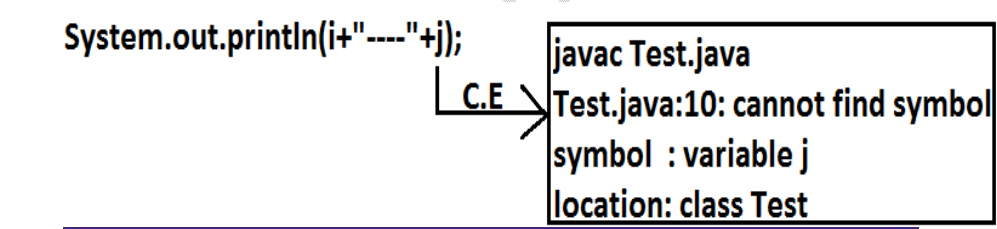 System.out.println(i+"----"+j);
C.E
javac Test.java
Test.java:10: cannot find symbol
symbol : variable j
location: class Test